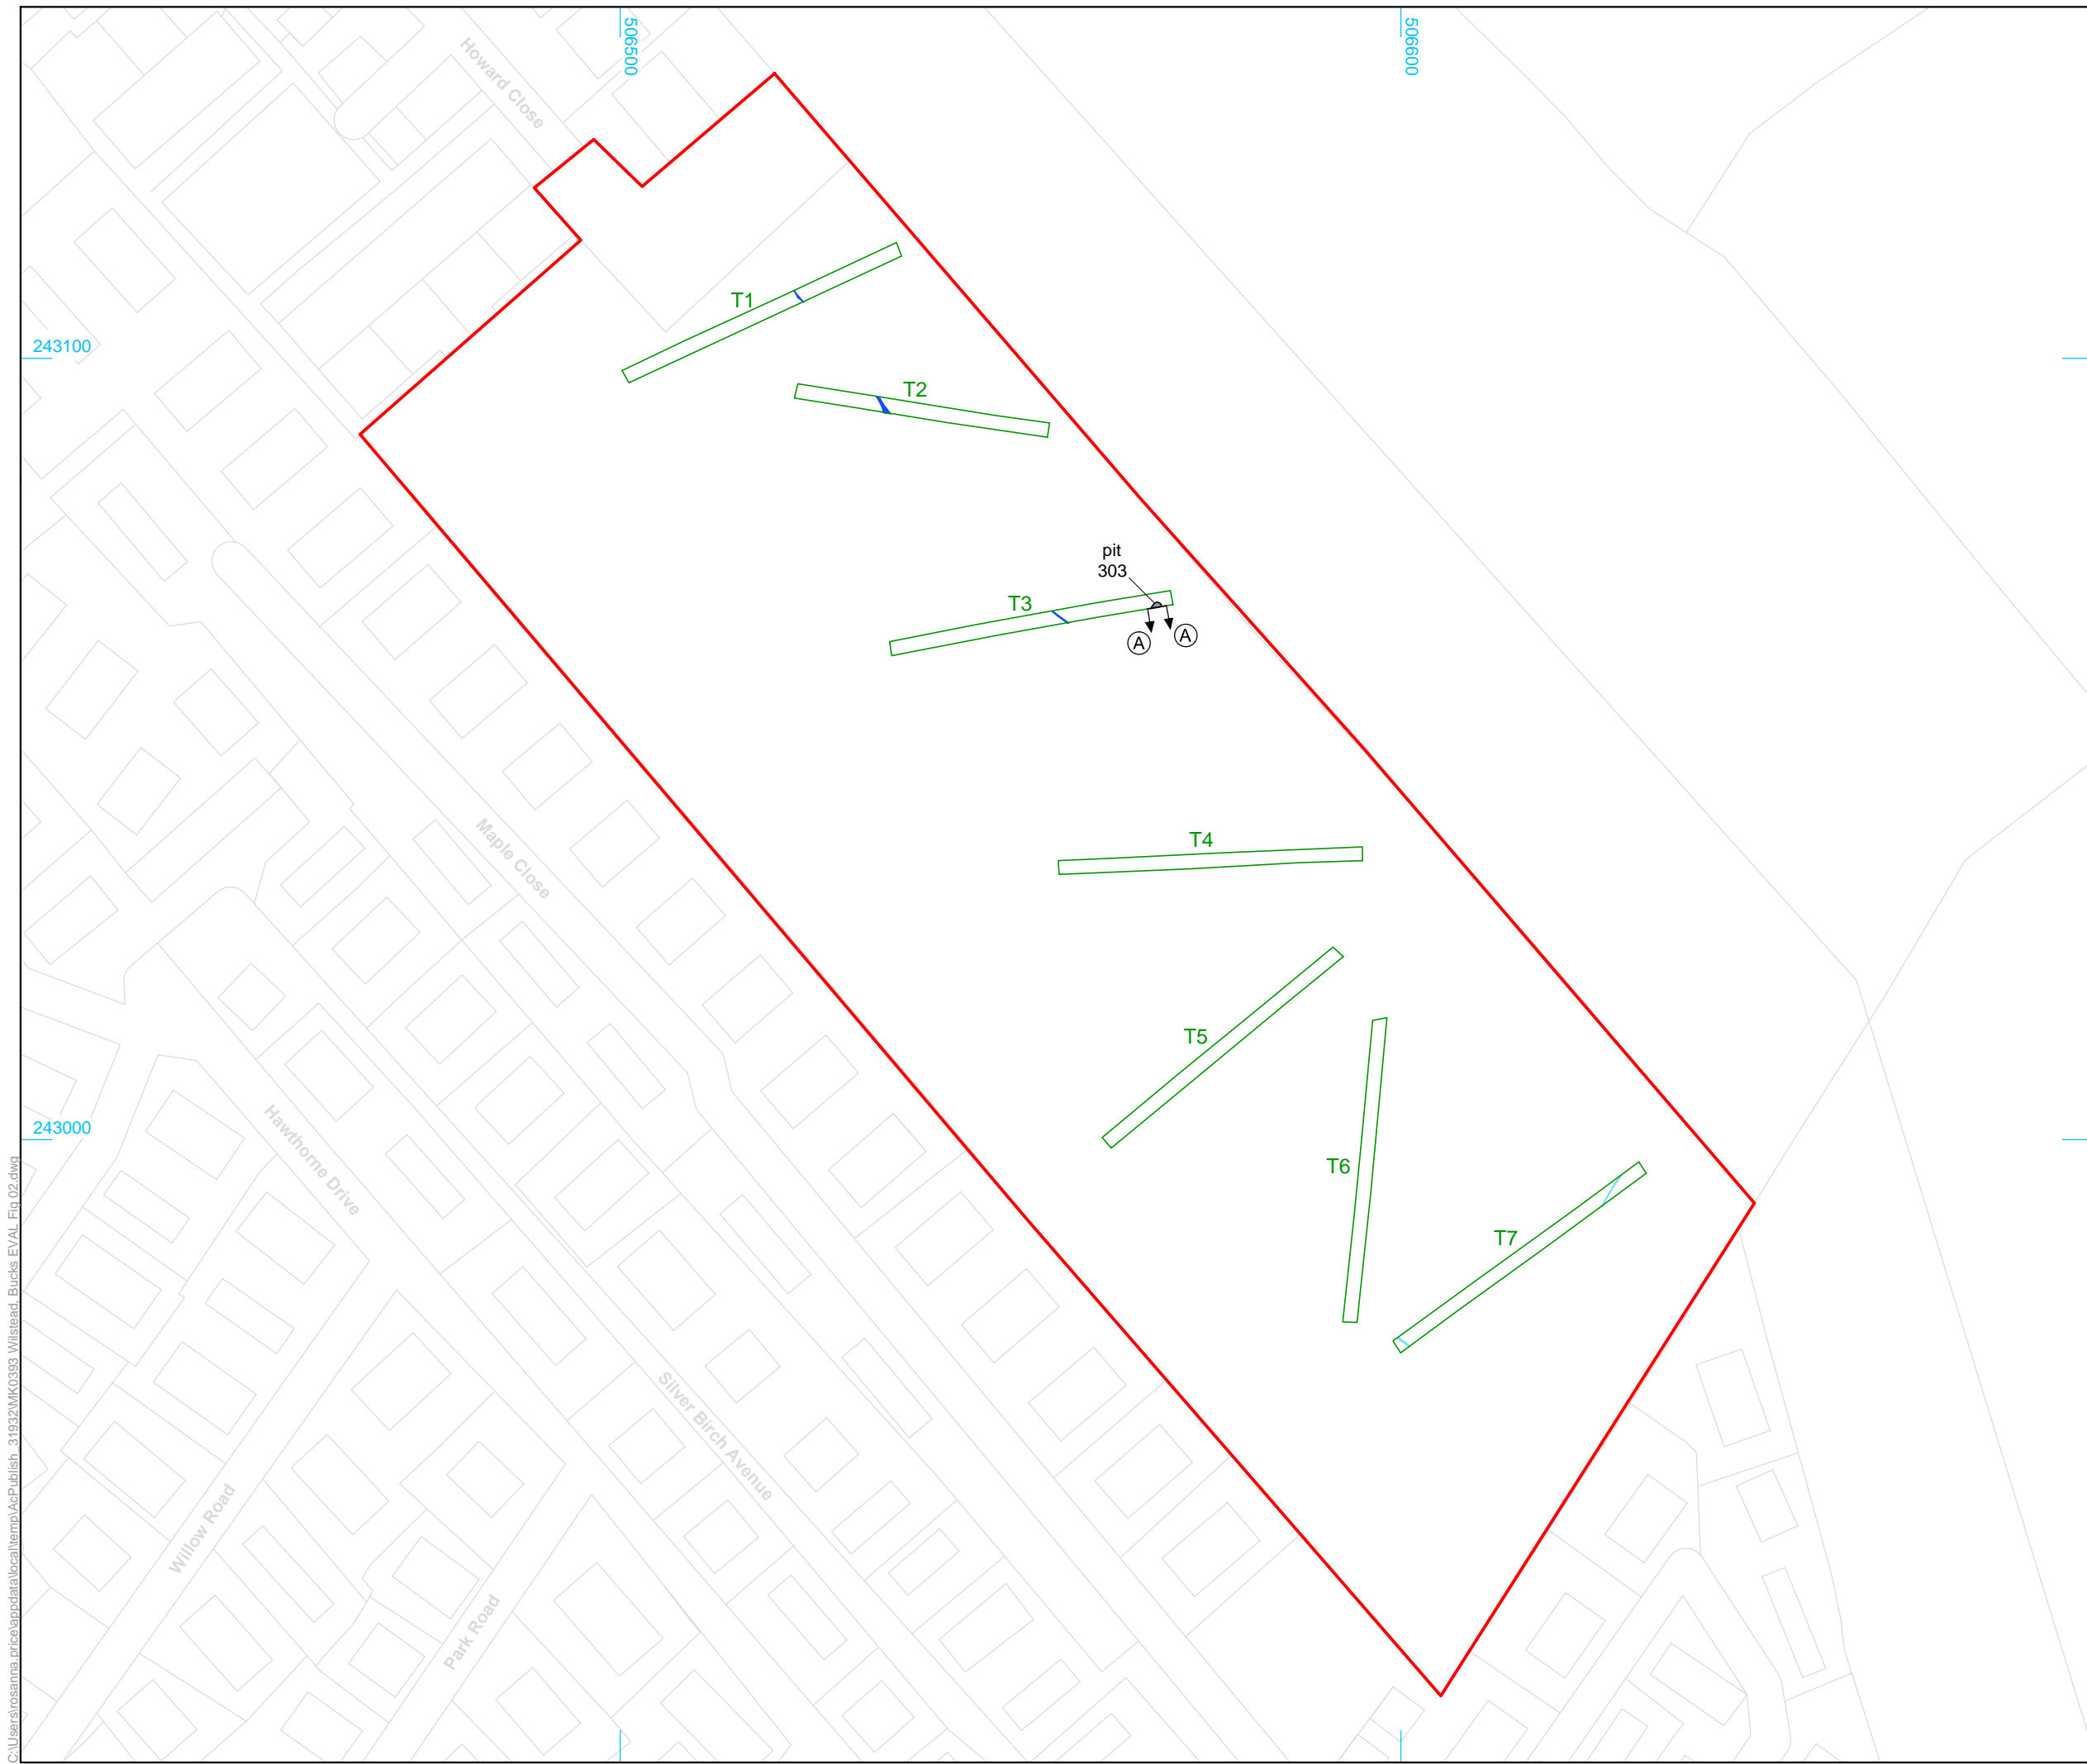 506500
506600
Howard Close
T1
243100
T2
pit
303
T3
A
A
T4
Maple Close
T5
243000
T6
Hawthorne Drive
T7
Silver Birch Avenue
Willow Road
Park Road
C:\Users\rosanna.price\appdata\local\temp\AcPublish_31932\MK0393 Wilstead, Bucks EVAL Fig 02.dwg